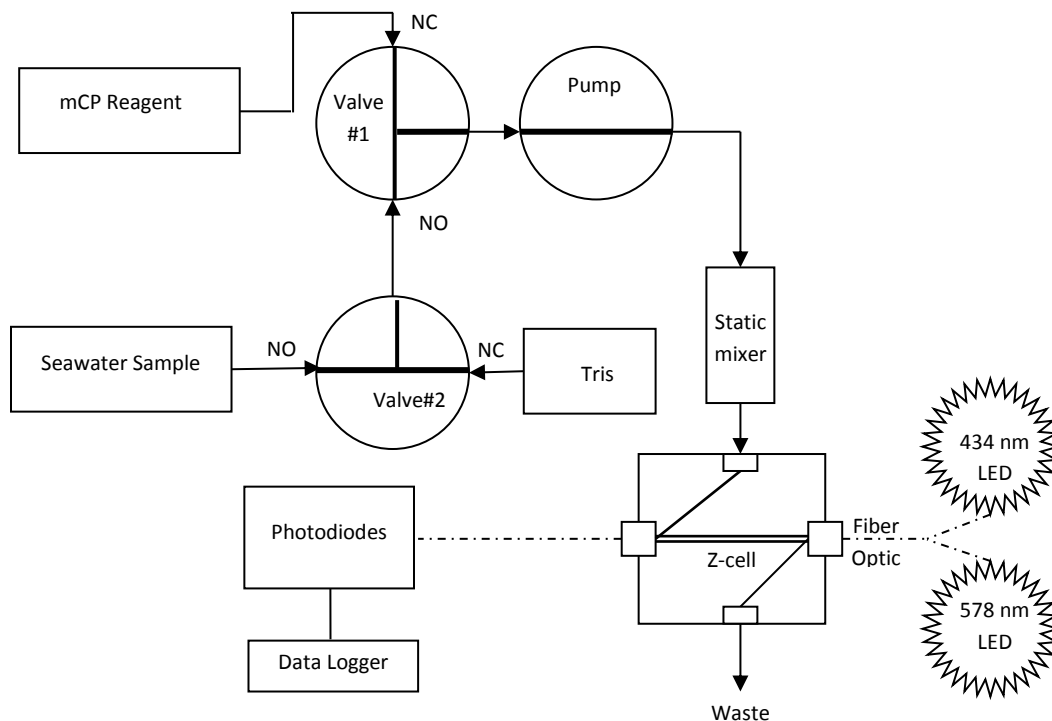 NC
mCP Reagent
Valve
#1
Pump
NO
Seawater Sample
NO
NC
Tris
Valve#2
Static
mixer
434 nm
LED
Photodiodes
Fiber
Optic
Z-cell
578 nm
LED
Data Logger
Waste